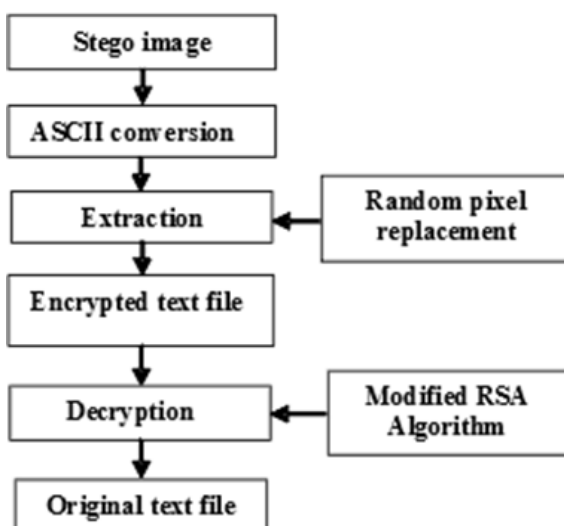 Stego image
ASCII conversion
Extraction
Random pixel
replacement
Encrypted text file
Decryption
Modified RSA
Algorithm
Original text file